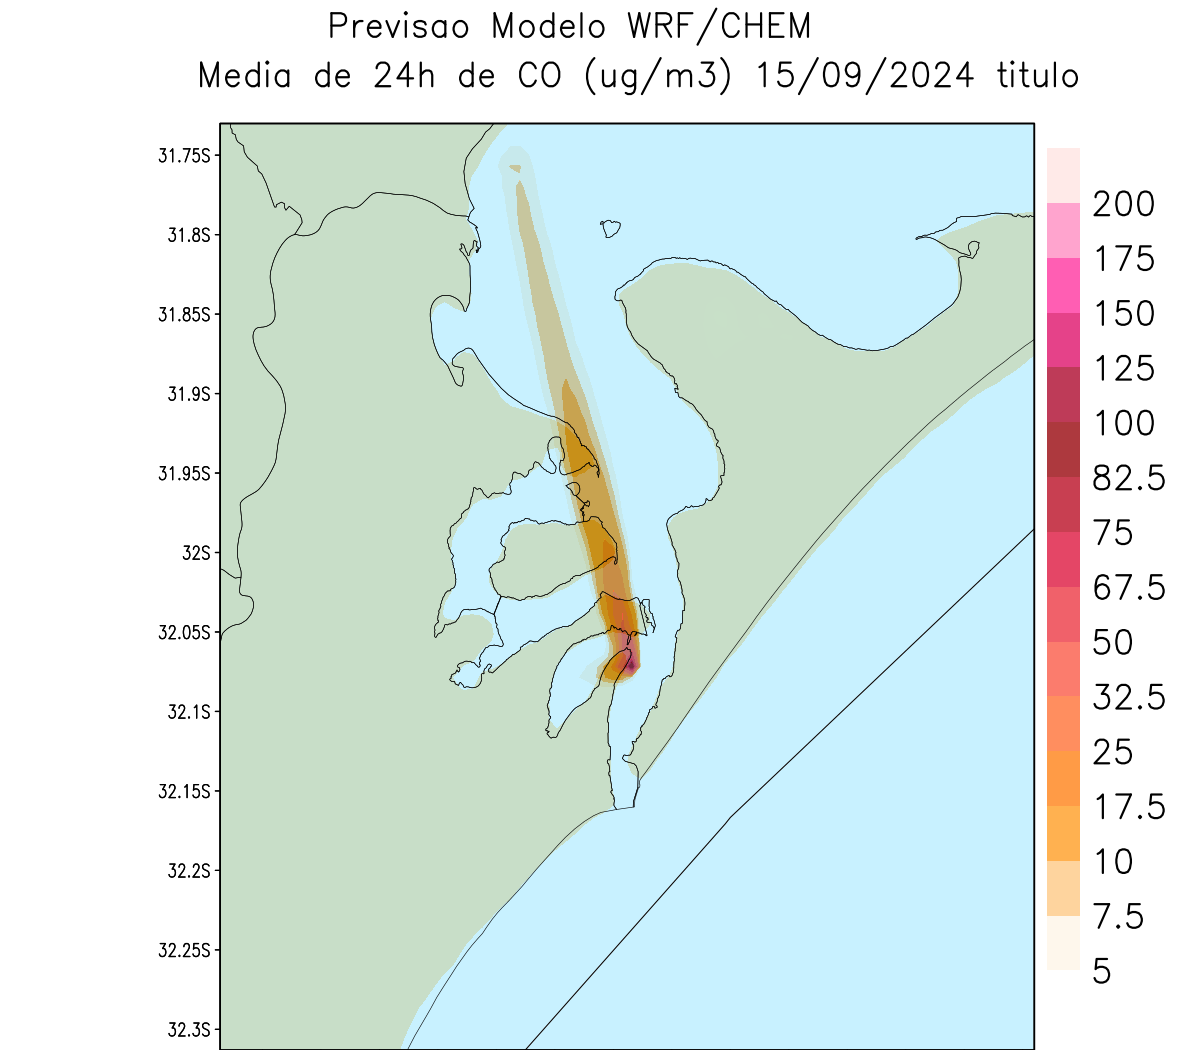 Previsao Modelo WRF/CHEM
Media de 24h de CO (ug/m3) 15/09/2024 titulo
31.75S
31.8S
31.85S
31.9S
31.95S
32S
32.05S
32.1S
32.15S
32.2S
32.25S
32.3S
200
175
150
125
100
82.5
75
67.5
50
32.5
25
17.5
10
7.5
5